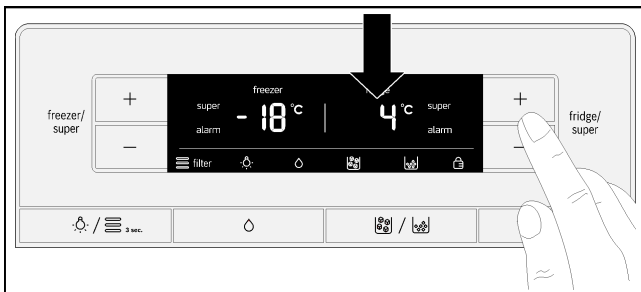 freezer/
super
+
−
freezer
super
alarm
-18 °C
4 °C
super
alarm
filter
+
−
fridge/
super
/ 3 sec.
/